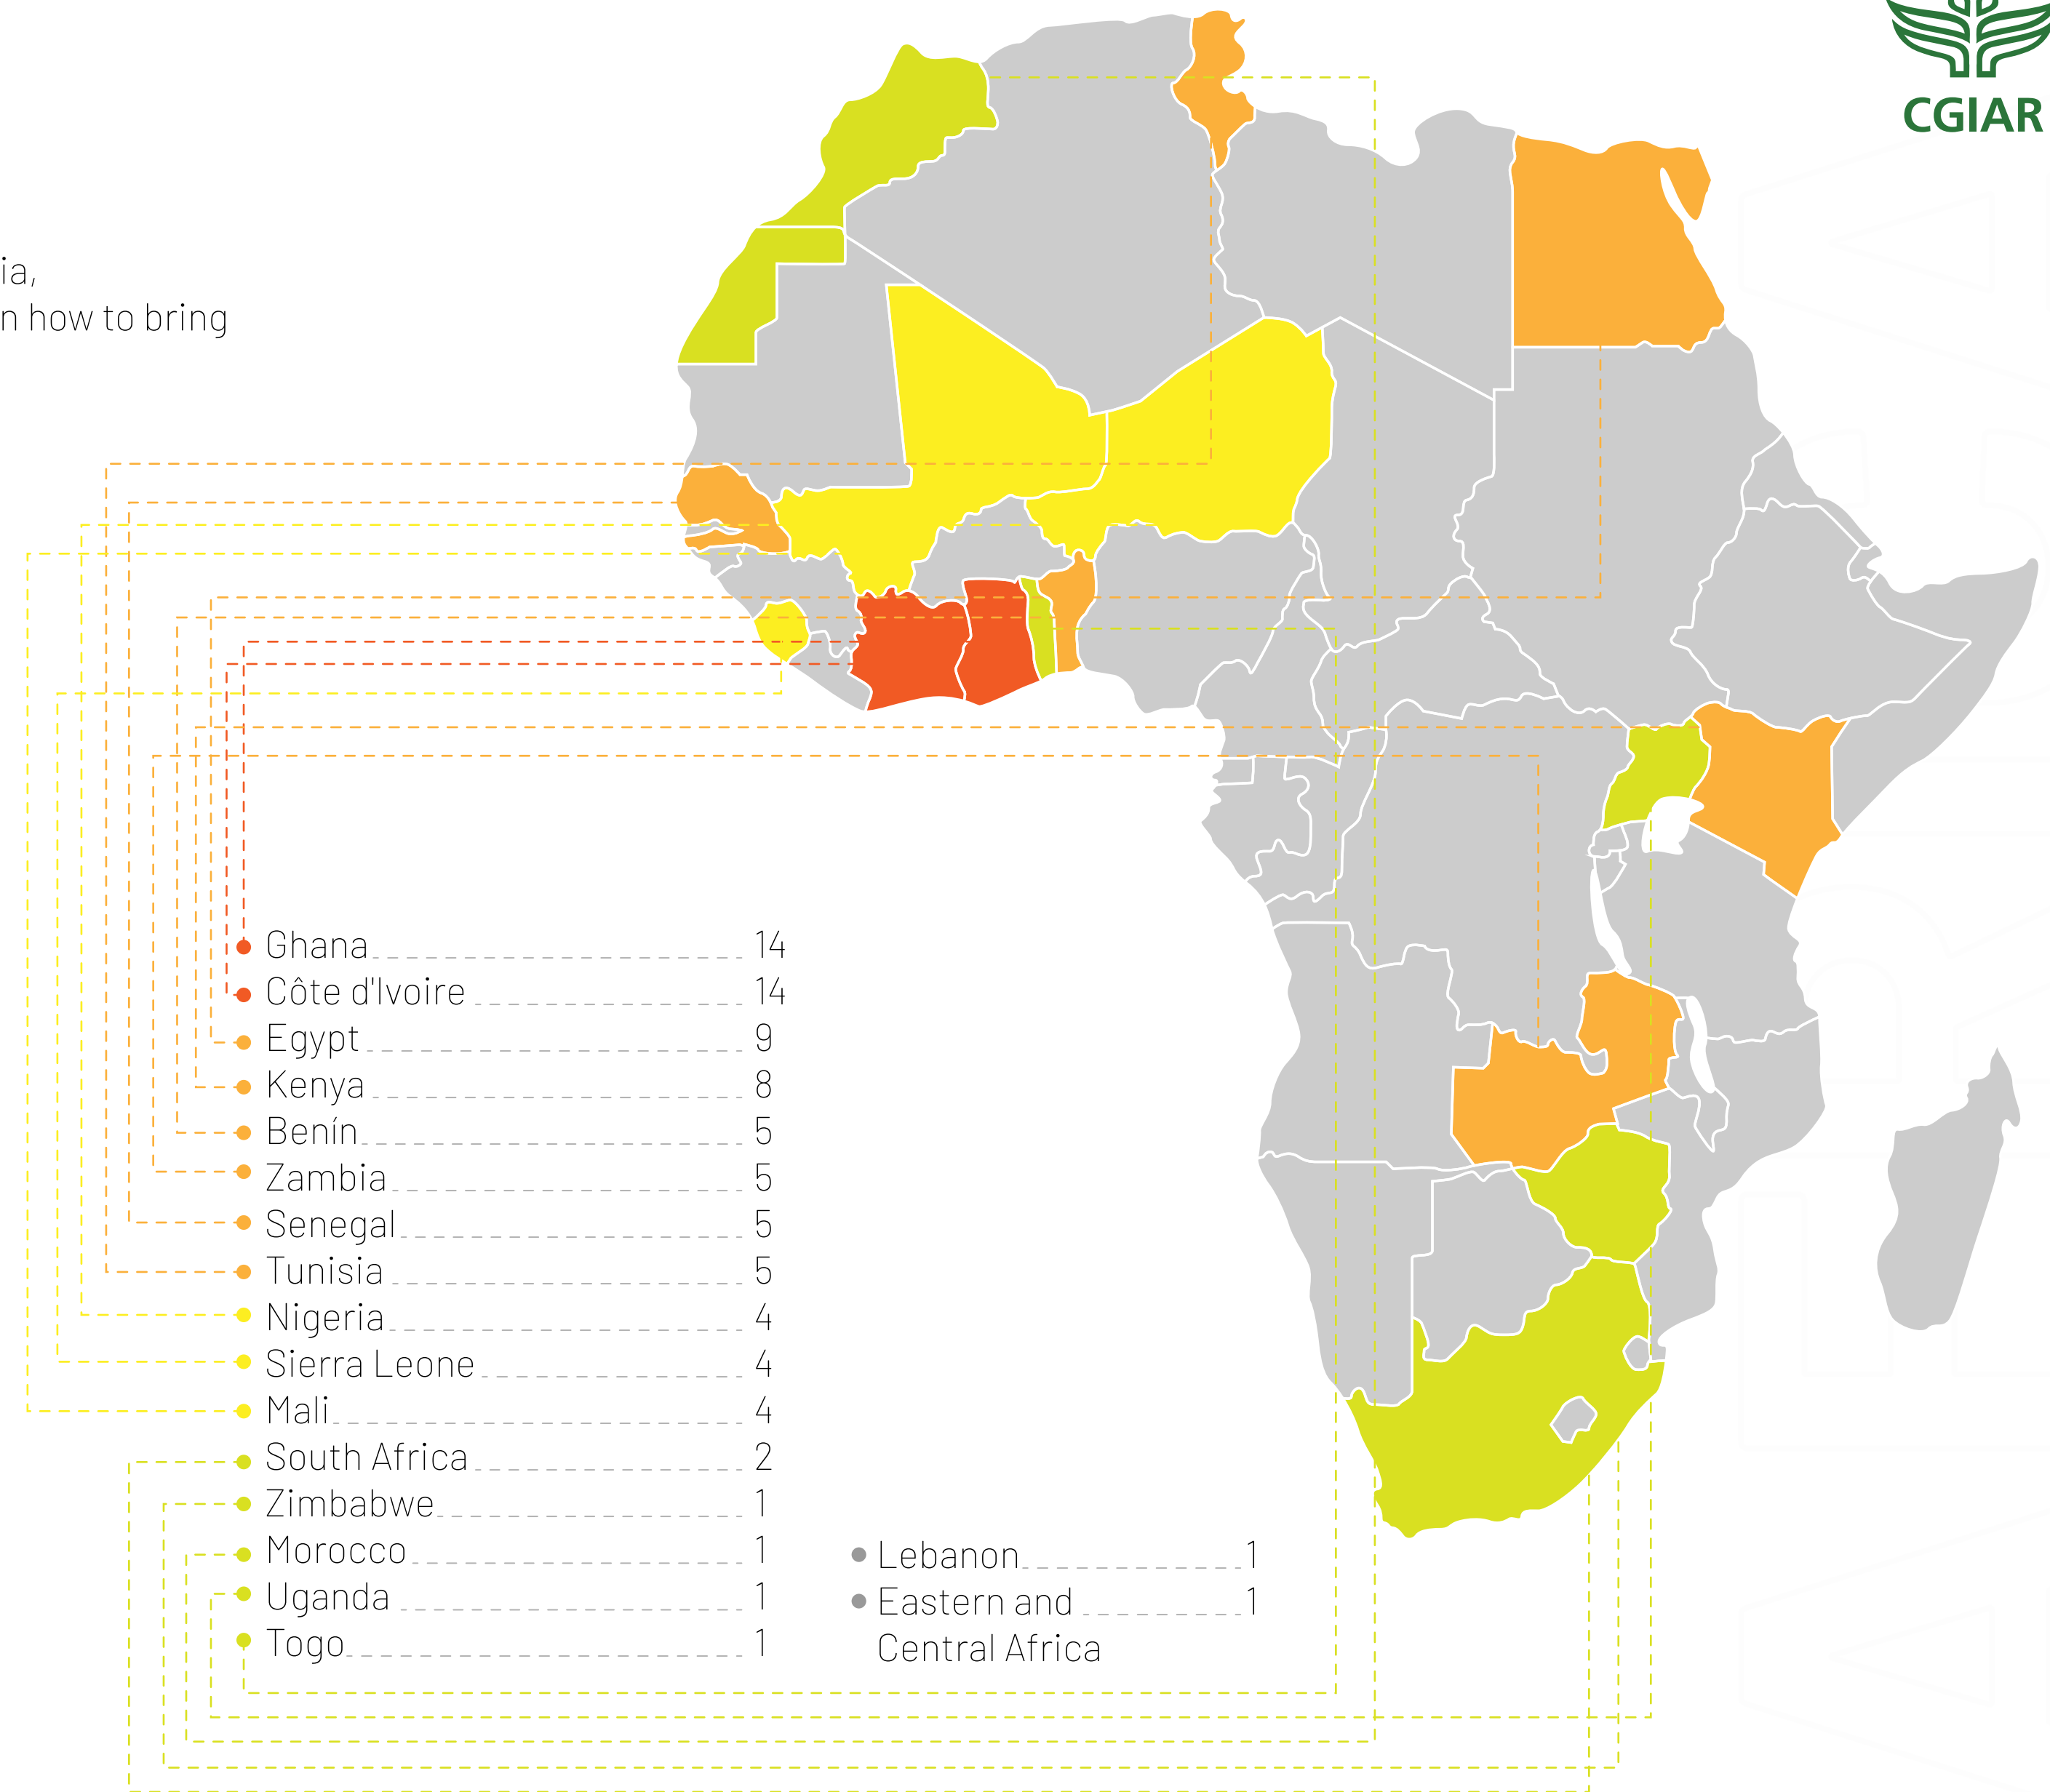 CGIAR
ia,
n how to bring
Ghana 14
Côte d'Ivoire 14
Egypt 9
Kenya 8
Benín 5
Zambia 5
Senegal 5
Tunisia 5
Nigeria 4
Sierra Leone 4
Mali 4
South Africa 2
Zimbabwe 1
Morocco 1
Uganda 1
Togo 1
Lebanon 1
Eastern and 1
Central Africa